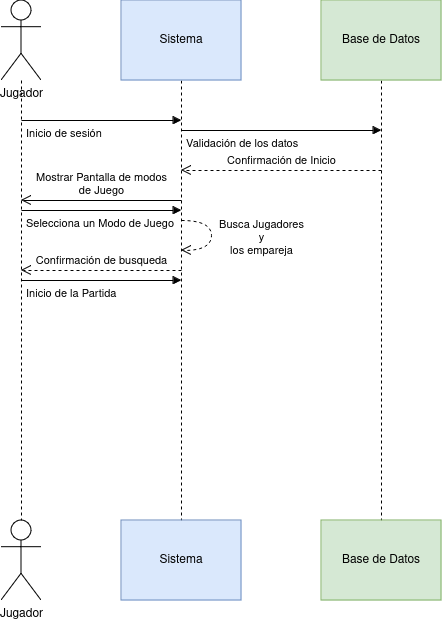 Sistema
Base de Datos
Jugador
Inicio de sesión
Validación de los datos
Confirmación de Inicio
Mostrar Pantalla de modos
de Juego
Selecciona un Modo de Juego
Busca Jugadores
y
los empareja
Confirmación de busqueda
Inicio de la Partida
Sistema
Base de Datos
Jugador